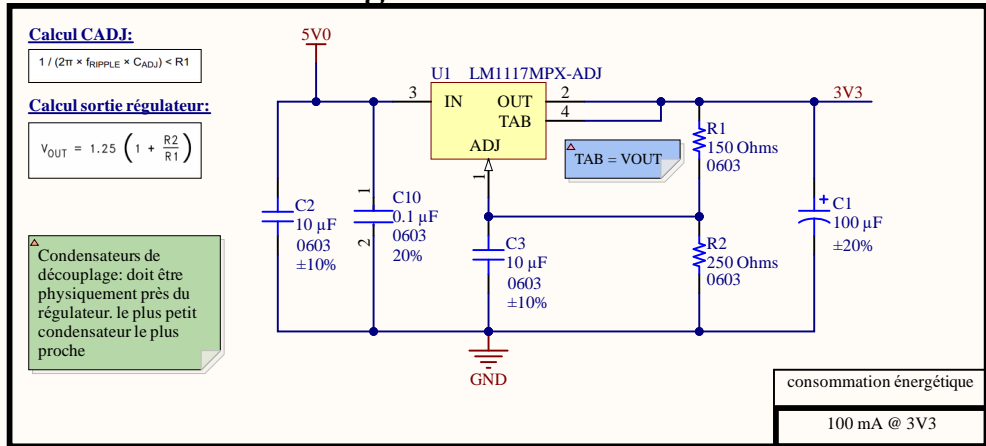 Calcul CADJ:
1 / (2π × fRIPPLE × CADJ) < R1
Calcul sortie régulateur:
VOUT = 1.25 (1 + R2/R1)
Condensateurs de
découplage: doit être
physiquement près du
régulateur. le plus petit
condensateur le plus
proche
5V0
U1 LM1117MPX-ADJ
3
IN
OUT
2
TAB
4
ADJ
1
3V3
TAB = VOUT
R1
150 Ohms
0603
C2
10 µF
0603
±10%
1
C10
0.1 µF
0603
20%
2
C3
10 µF
0603
±10%
R2
250 Ohms
0603
+
C1
100 µF
±20%
GND
consommation énergétique
100 mA @ 3V3